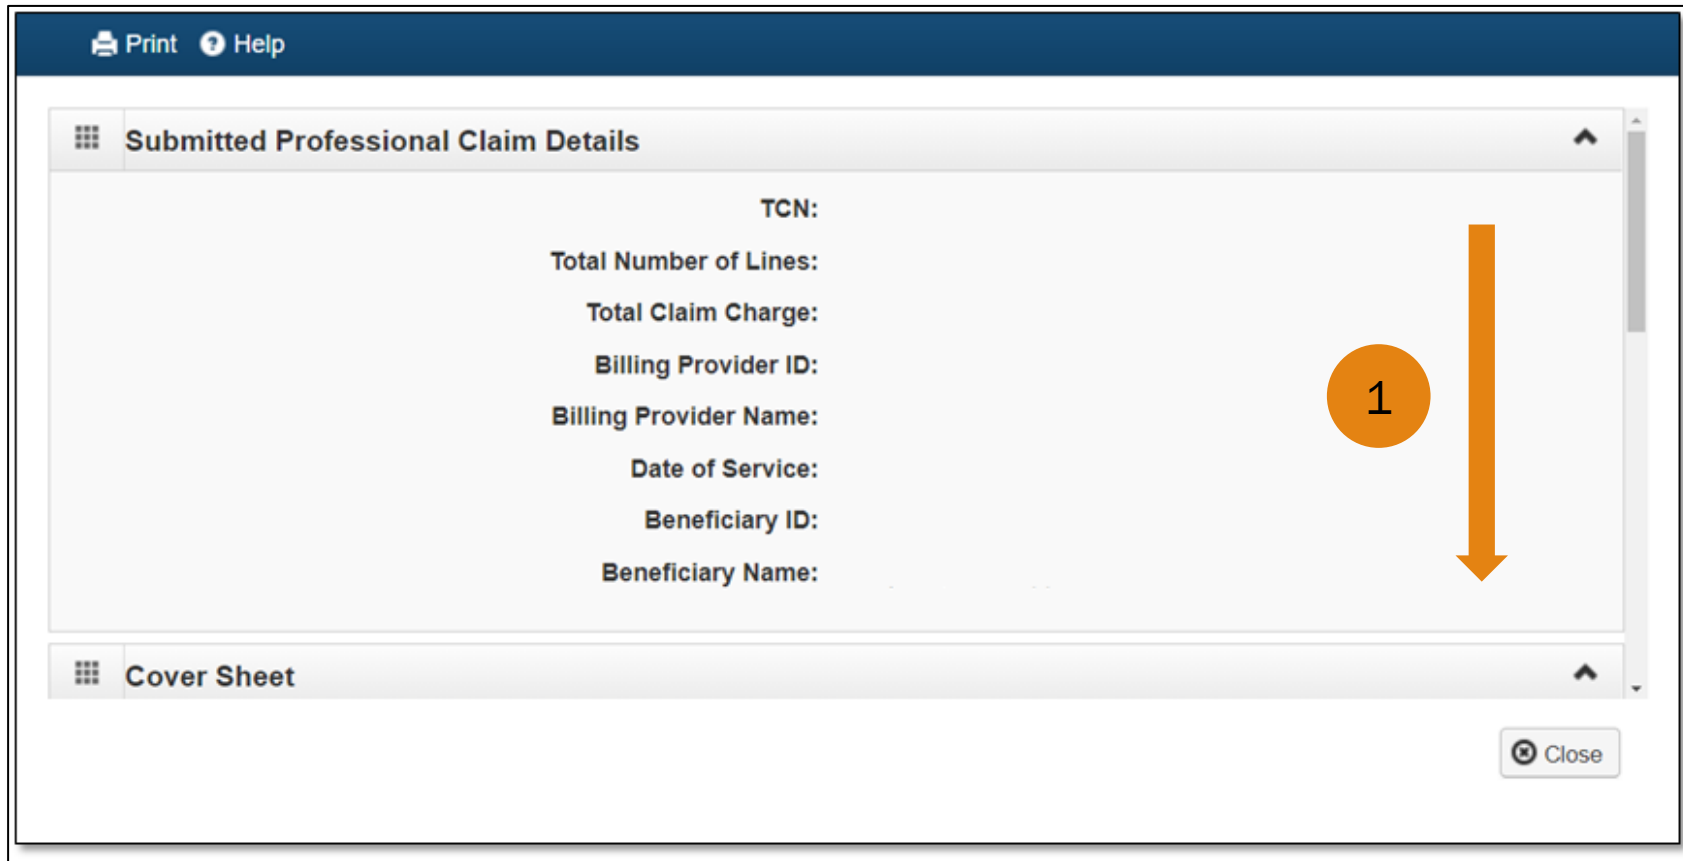 Print Help
Submitted Professional Claim Details
TCN:
Total Number of Lines:
Total Claim Charge:
Billing Provider ID:
Billing Provider Name:
1
Date of Service:
Beneficiary ID:
Beneficiary Name:
Cover Sheet
Close